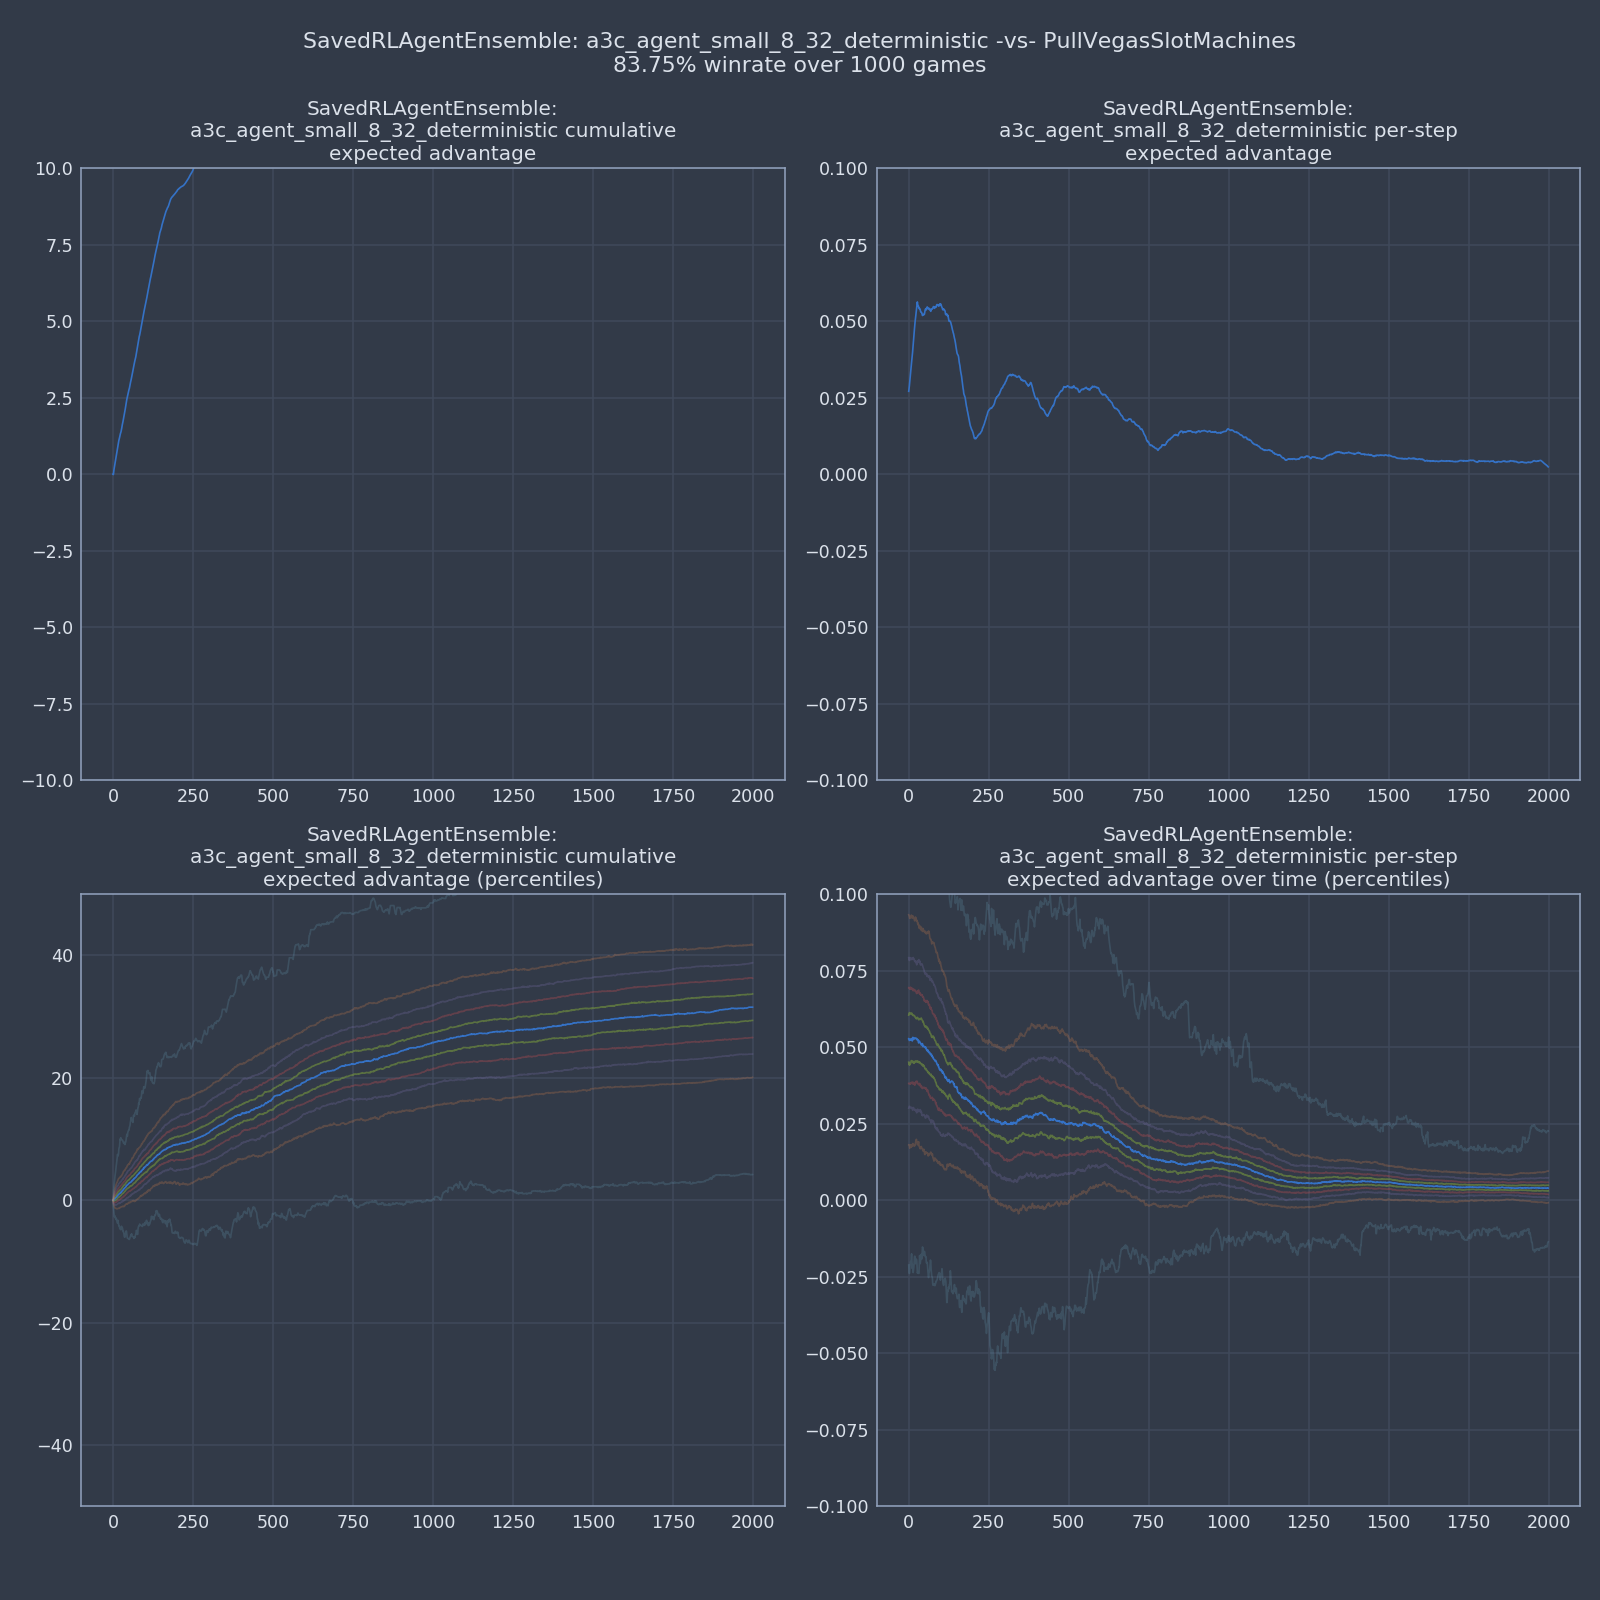 SavedRLAgentEnsemble: a3c_agent_small_8_32_deterministic -vs- PullVegasSlotMachines
83.75% winrate over 1000 games
SavedRLAgentEnsemble:
a3c_agent_small_8_32_deterministic cumulative
expected advantage
10.0
7.5
5.0
2.5
0.0
−2.5
−5.0
−7.5
−10.0
0 250 500 750 1000 1250 1500 1750 2000
SavedRLAgentEnsemble:
a3c_agent_small_8_32_deterministic per-step
expected advantage
0.100
0.075
0.050
0.025
0.000
−0.025
−0.050
−0.075
−0.100
0 250 500 750 1000 1250 1500 1750 2000
SavedRLAgentEnsemble:
a3c_agent_small_8_32_deterministic cumulative
expected advantage (percentiles)
40
20
0
−20
−40
0 250 500 750 1000 1250 1500 1750 2000
SavedRLAgentEnsemble:
a3c_agent_small_8_32_deterministic per-step
expected advantage over time (percentiles)
0.100
0.075
0.050
0.025
0.000
−0.025
−0.050
−0.075
−0.100
0 250 500 750 1000 1250 1500 1750 2000